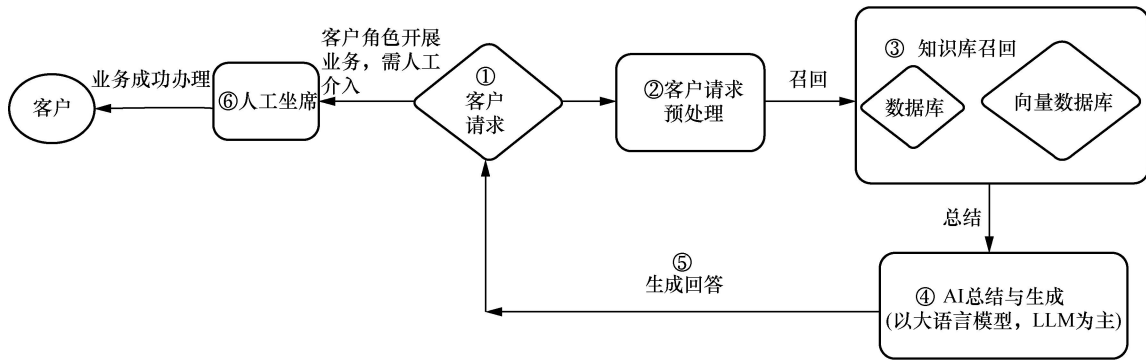 客户
业务成功办理
⑥人工坐席
客户角色开展
业务，需人工
介入
①
客户
请求
②客户请求
预处理
召回
③ 知识库召回
数据库
向量数据库
总结
④ AI总结与生成
(以大语言模型，LLM为主)
⑤
生成回答